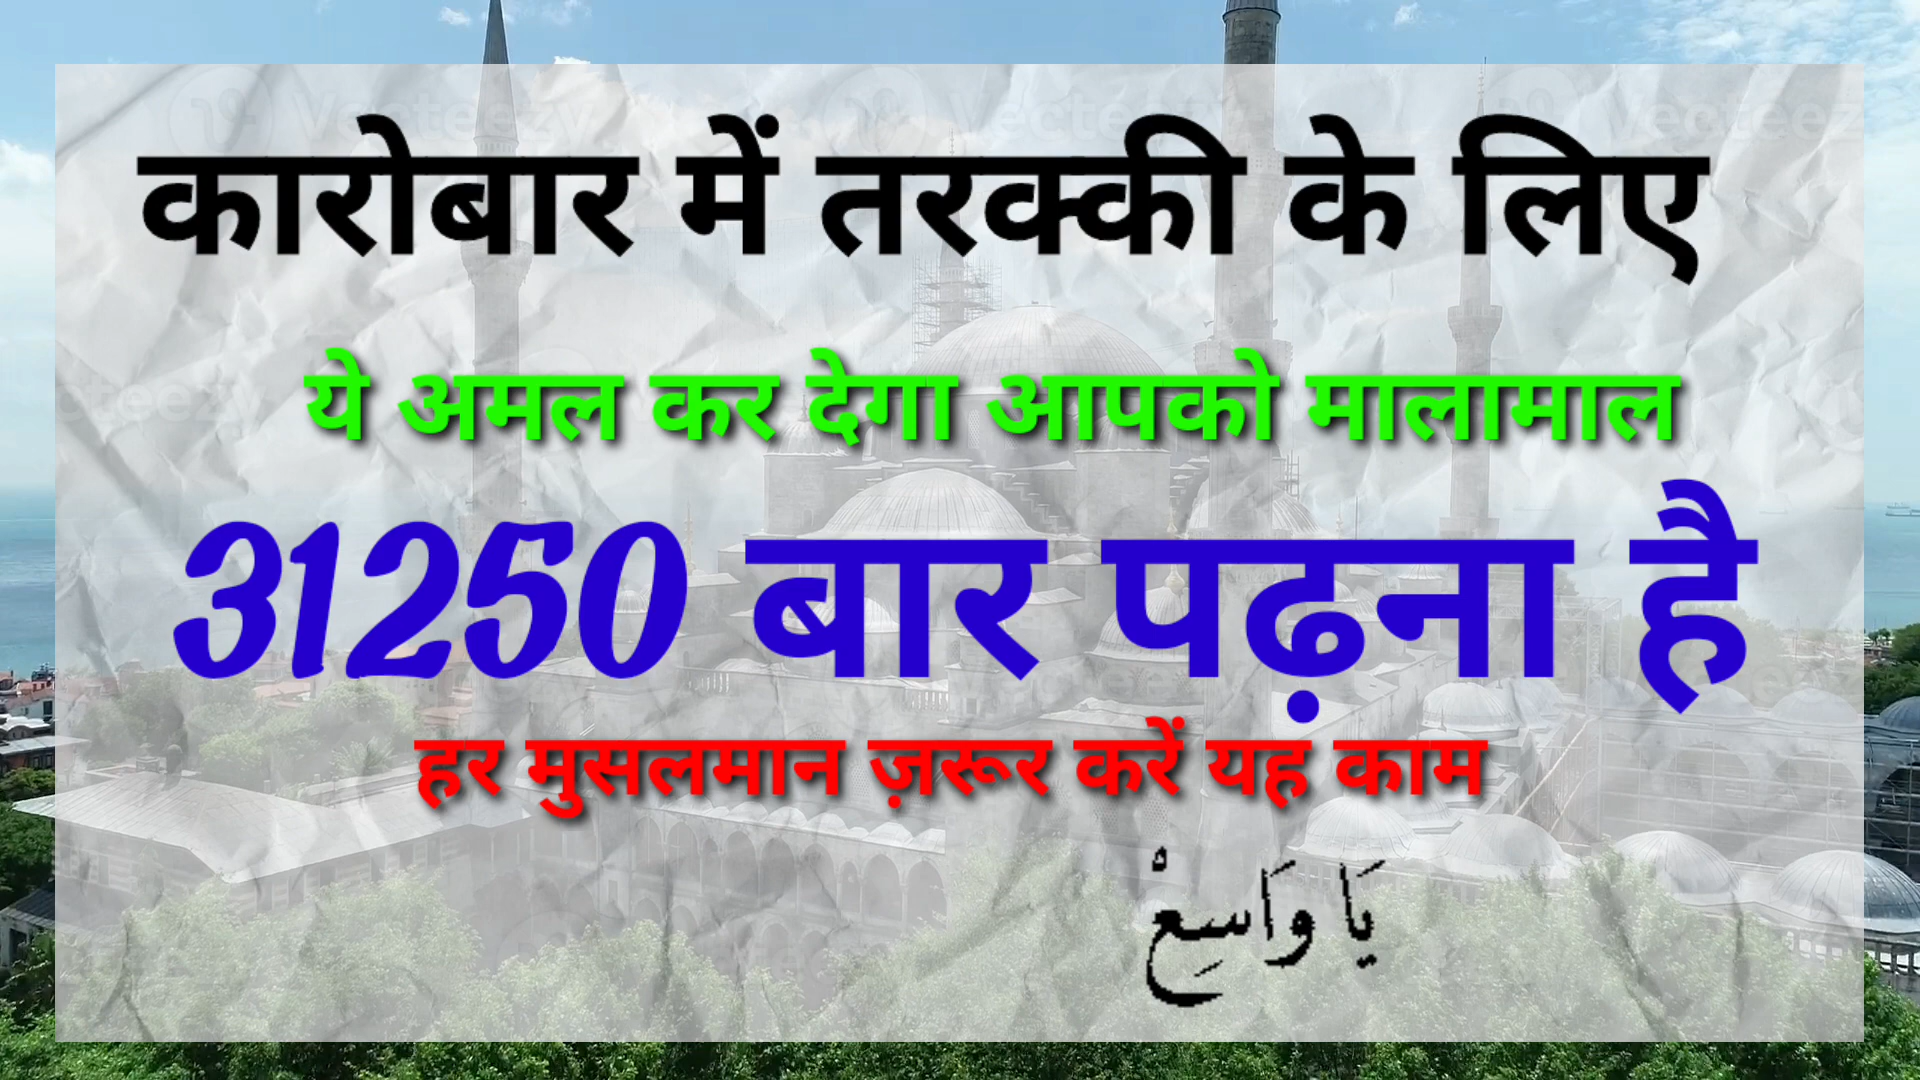 कारोबार में तरक्की के लिए
ये अमल कर देगा आपको मालामाल
31250 बार पढ़ना है
हर मुसलमान ज़रूर करें यह काम
يَا وَاسِعْ